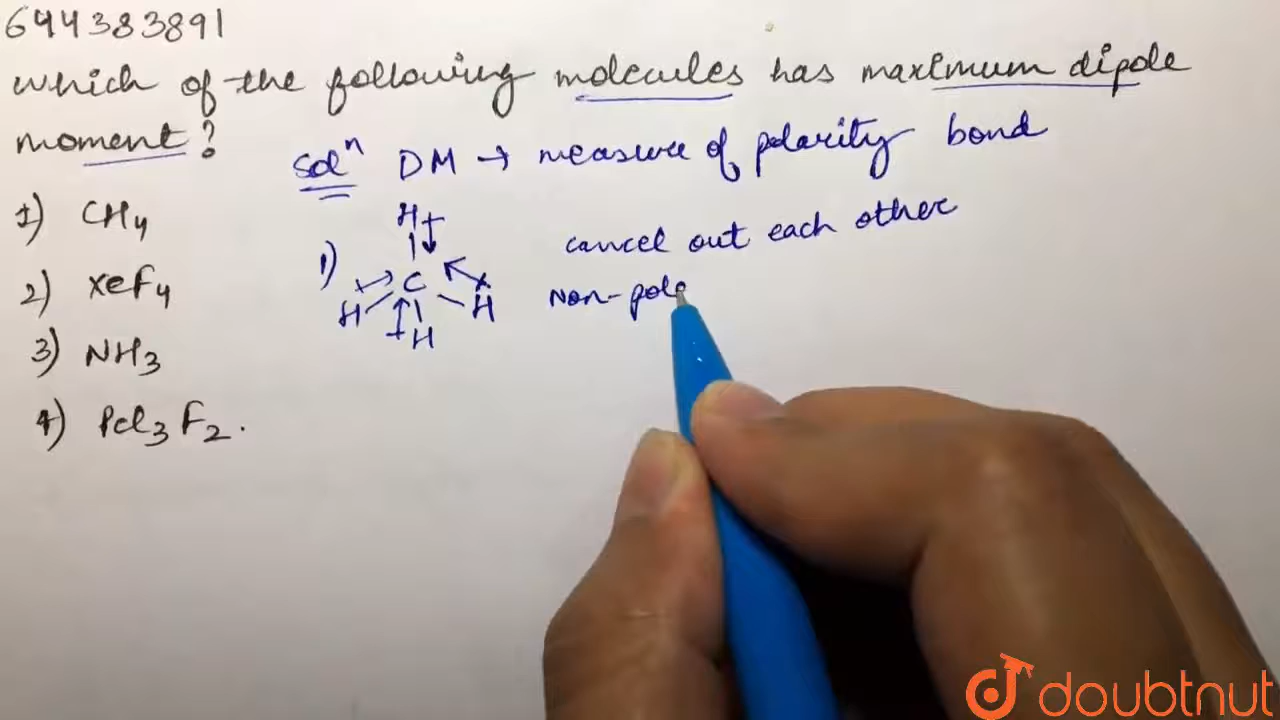 644383891
which of the following molecules has maximum dipole
moment?
Solⁿ DM → measure of polarity bond
1) CH4
2) XeF4
3) NH3
4) PCl3F2.
1)
H
C
H
H
H
cancel out each other
Non-pola
doubtnut